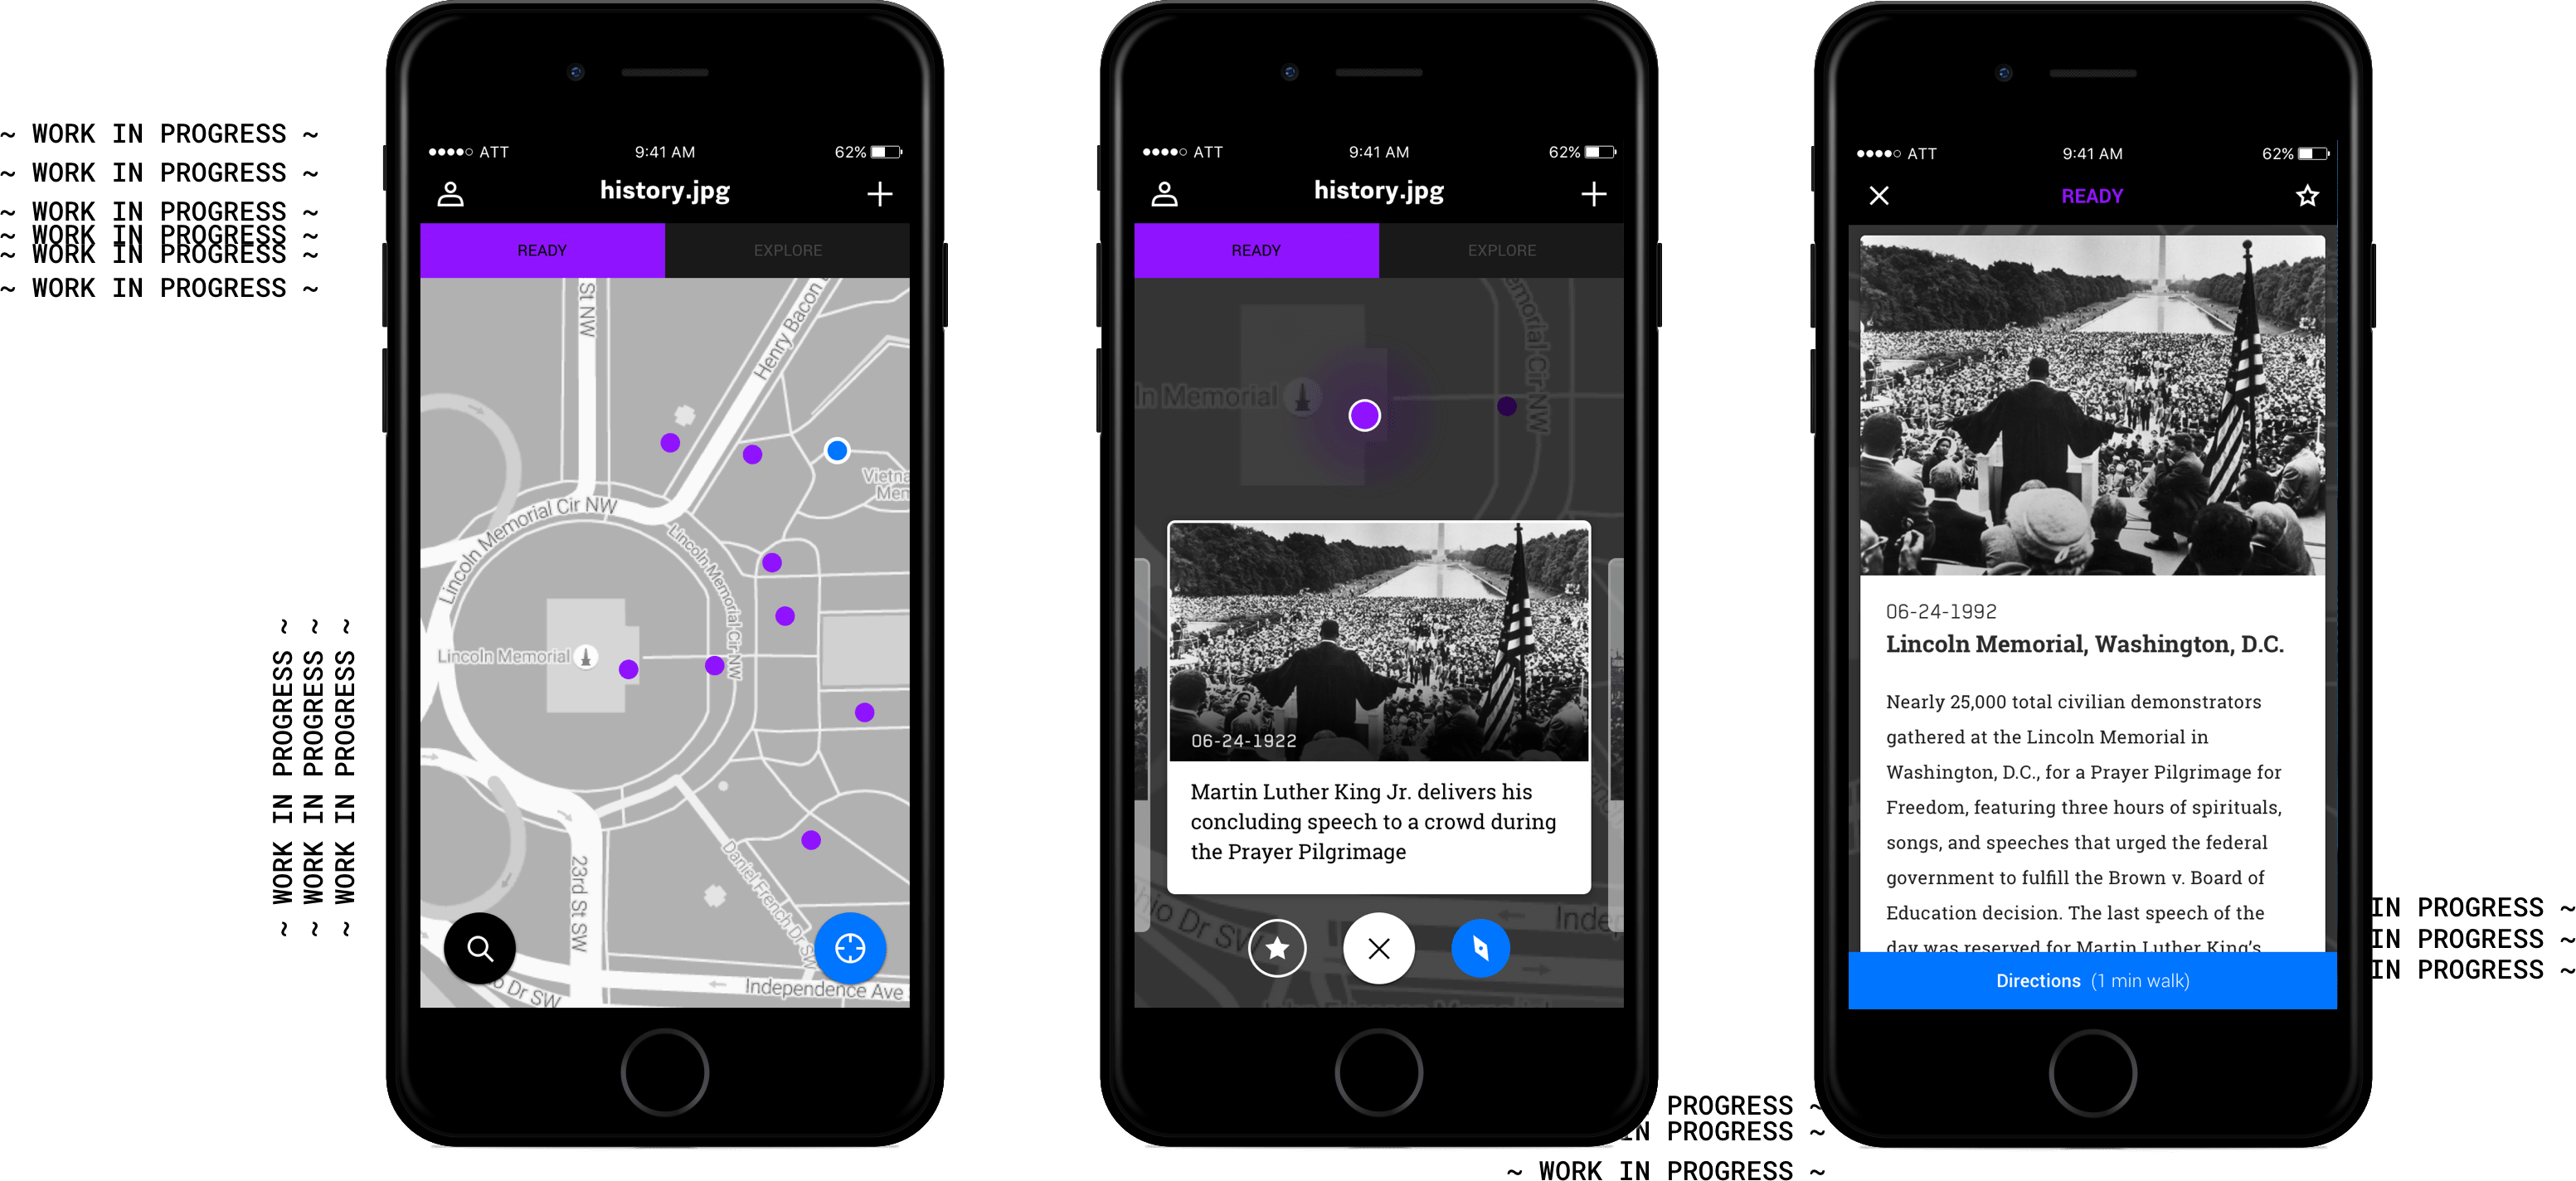 ~ WORK IN PROGRESS ~
~ WORK IN PROGRESS ~
~ WORK IN PROGRESS ~
~ WORK IN PROGRESS ~
~ WORK IN PROGRESS ~
~ WORK IN PROGRESS ~
~ WORK IN PROGRESS ~
~ WORK IN PROGRESS ~
~ WORK IN PROGRESS ~
ATT 9:41 AM 62%
history.jpg
READY EXPLORE
St NW
Henry Bacon
Vietna
Mem
Lincoln Memorial Cir NW
Lincoln Memorial Cir NW
Lincoln Memorial
Daniel French Dr SW
23rd St SW
o Dr SW
Independence Ave
ATT 9:41 AM 62%
history.jpg
READY EXPLORE
emorial Cir NW
ln Memorial
06-24-1922
Martin Luther King Jr. delivers his
concluding speech to a crowd during
the Prayer Pilgrimage
hio Dr SW
Indep
ATT 9:41 AM 62%
READY
06-24-1992
Lincoln Memorial, Washington, D.C.
Nearly 25,000 total civilian demonstrators
gathered at the Lincoln Memorial in
Washington, D.C., for a Prayer Pilgrimage for
Freedom, featuring three hours of spirituals,
songs, and speeches that urged the federal
government to fulfill the Brown v. Board of
Education decision. The last speech of the
day was reserved for Martin Luther King's
Directions (1 min walk)
IN PROGRESS ~
IN PROGRESS ~
IN PROGRESS ~
PROGRESS ~
IN PROGRESS ~
~ WORK IN PROGRESS ~